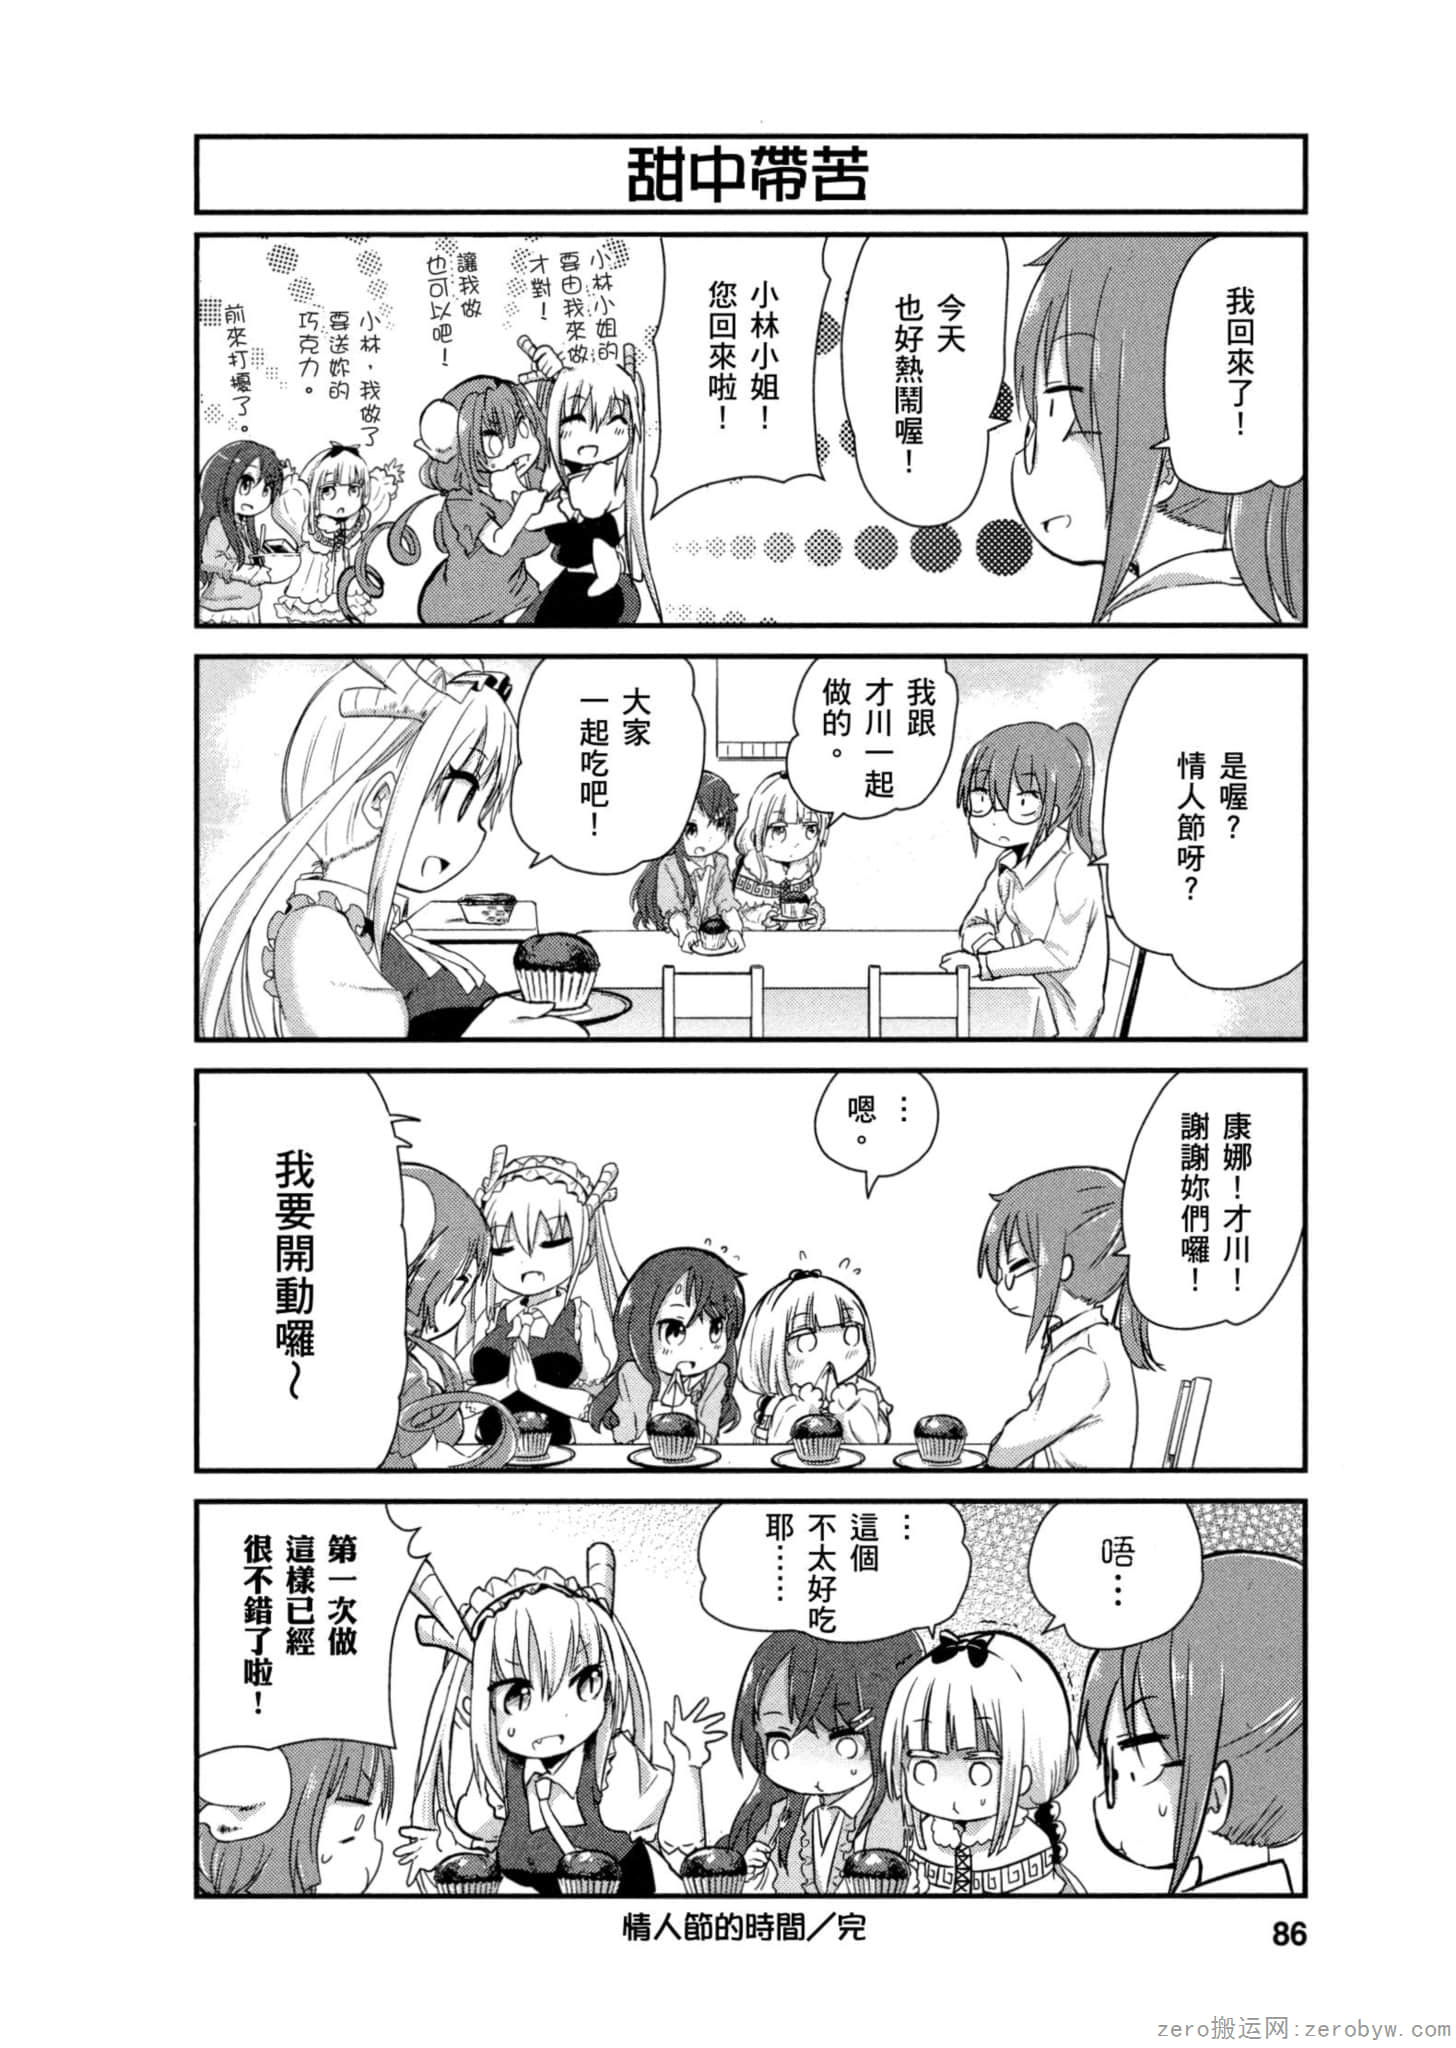 甜中帶苦
我回來了！
今天
也好熱鬧喔！
小林小姐！
您回來啦！
小林小姐的
要由我來做
才對！
讓我做
也可以吧！
小林，我做了
要送妳的
巧克力。
前來打擾了。
是喔？
情人節呀？
我跟
才川一起
做的。
大家
一起吃吧！
康娜！才川！
謝謝妳們囉！
…
嗯。
我要開動囉～
唔…
…
這個
不太好吃
耶……
第一次做
這樣已經
很不錯了啦！
情人節的時間／完
86
zero搬运网:zerobyw.com